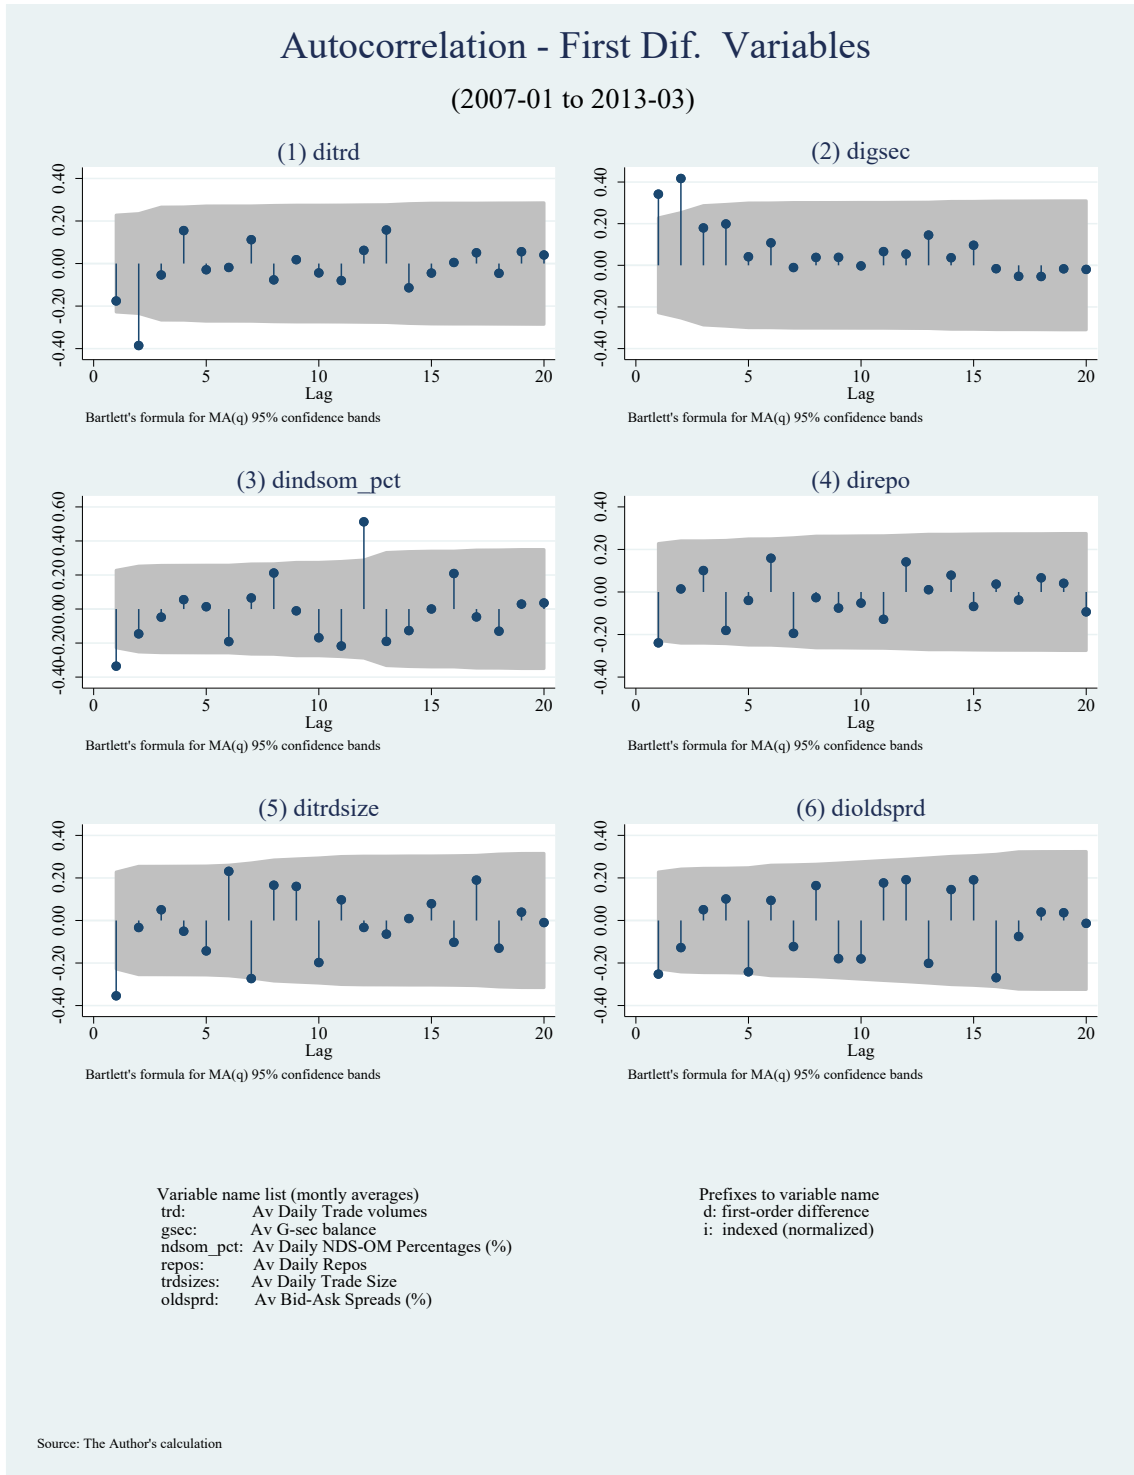 Autocorrelation - First Dif.  Variables
(2007-01 to 2013-03)
(1) ditrd
0.40
0.20
0.00
-0.20
-0.40
0 5 10 15 20
Lag
Bartlett's formula for MA(q) 95% confidence bands
(2) digsec
0.40
0.20
0.00
-0.20
-0.40
0 5 10 15 20
Lag
Bartlett's formula for MA(q) 95% confidence bands
(3) dindsom_pct
0.60
0.40
0.20
0.00
-0.20
-0.40
0 5 10 15 20
Lag
Bartlett's formula for MA(q) 95% confidence bands
(4) direpo
0.40
0.20
0.00
-0.20
-0.40
0 5 10 15 20
Lag
Bartlett's formula for MA(q) 95% confidence bands
(5) ditrdsize
0.40
0.20
0.00
-0.20
-0.40
0 5 10 15 20
Lag
Bartlett's formula for MA(q) 95% confidence bands
(6) dioldsprd
0.40
0.20
0.00
-0.20
-0.40
0 5 10 15 20
Lag
Bartlett's formula for MA(q) 95% confidence bands
Variable name list (montly averages)
trd: Av Daily Trade volumes
gsec: Av G-sec balance
ndsom_pct: Av Daily NDS-OM Percentages (%)
repos: Av Daily Repos
trdsizes: Av Daily Trade Size
oldsprd: Av Bid-Ask Spreads (%)
Prefixes to variable name
d: first-order difference
i: indexed (normalized)
Source: The Author's calculation